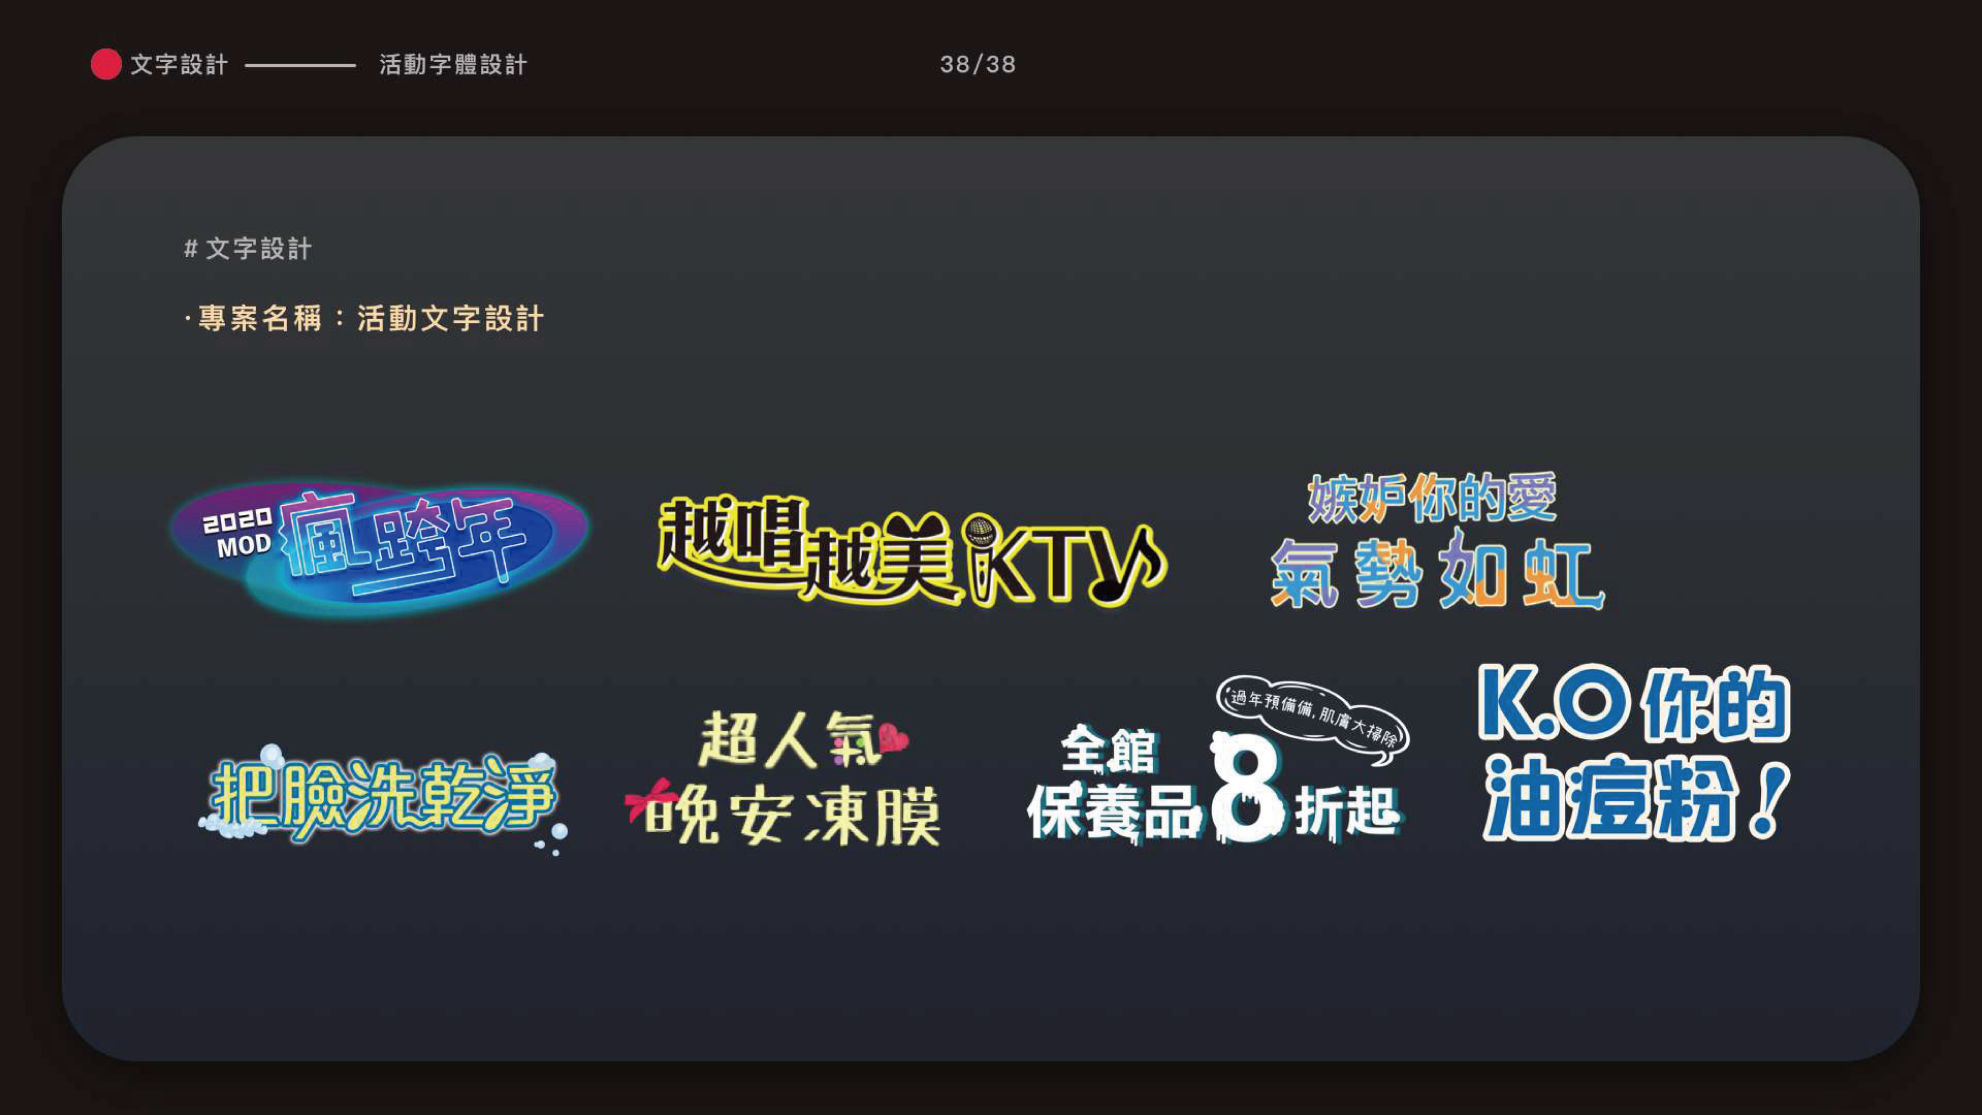 文字設計 活動字體設計
38/38
# 文字設計
·專案名稱：活動文字設計
2020
MOD
瘋跨年
越唱越美iKTV
嫉妒你的愛
氣勢如虹
把臉洗乾淨
超人氣
晚安凍膜
過年預備備,肌膚大掃除
全館
保養品8折起
K.O你的
油痘粉！